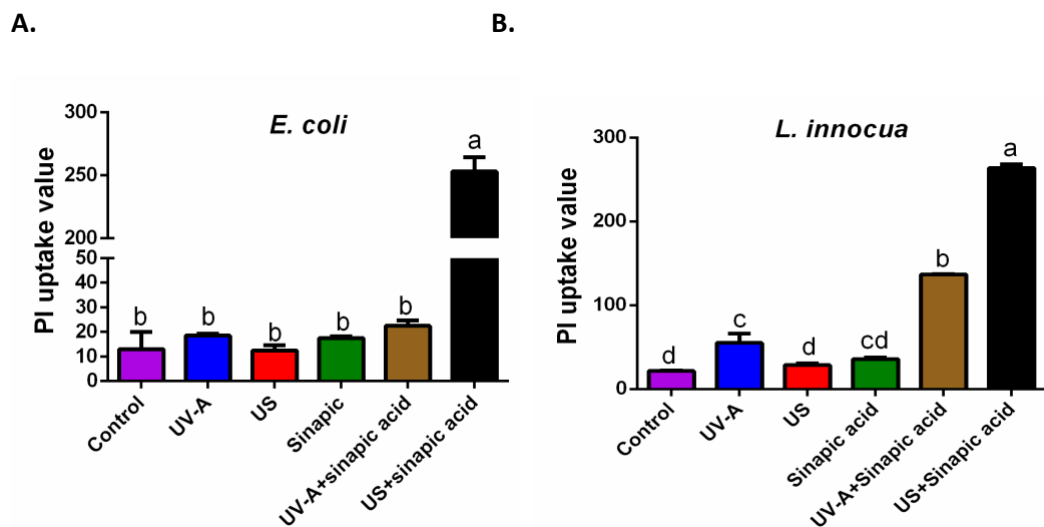 A.
B.
E. coli
PI uptake value
300
250
200
50
40
30
20
10
0
b
b
b
b
b
a
Control
UV-A
US
Sinapic
UV-A+sinapic acid
US+sinapic acid
L. innocua
PI uptake value
300
200
100
0
d
c
d
cd
b
a
Control
UV-A
US
Sinapic acid
UV-A+Sinapic acid
US+Sinapic acid